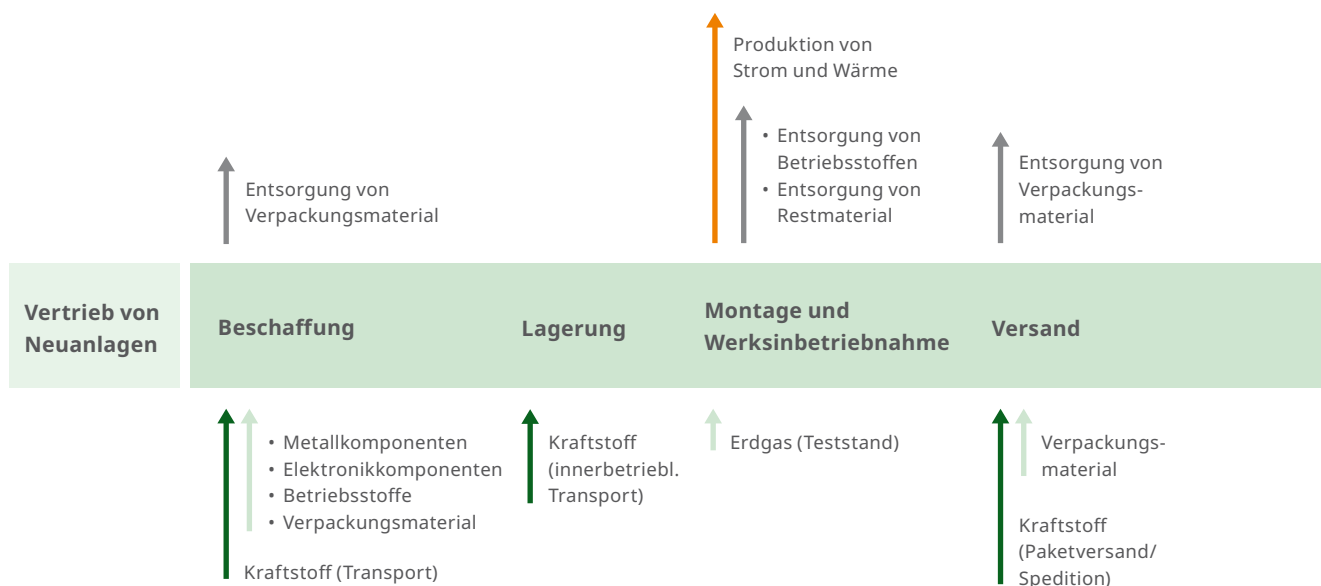 Produktion von
Strom und Wärme
• Entsorgung von
Betriebsstoffen
• Entsorgung von
Restmaterial
Entsorgung von
Verpackungsmaterial
Entsorgung von
Verpackungs-
material
Vertrieb von
Neuanlagen
Beschaffung
Lagerung
Montage und
Werksinbetriebnahme
Versand
• Metallkomponenten
• Elektronikkomponenten
• Betriebsstoffe
• Verpackungsmaterial
Kraftstoff (Transport)
Kraftstoff
(innerbetriebl.
Transport)
Erdgas (Teststand)
Verpackungs-
material
Kraftstoff
(Paketversand/
Spedition)